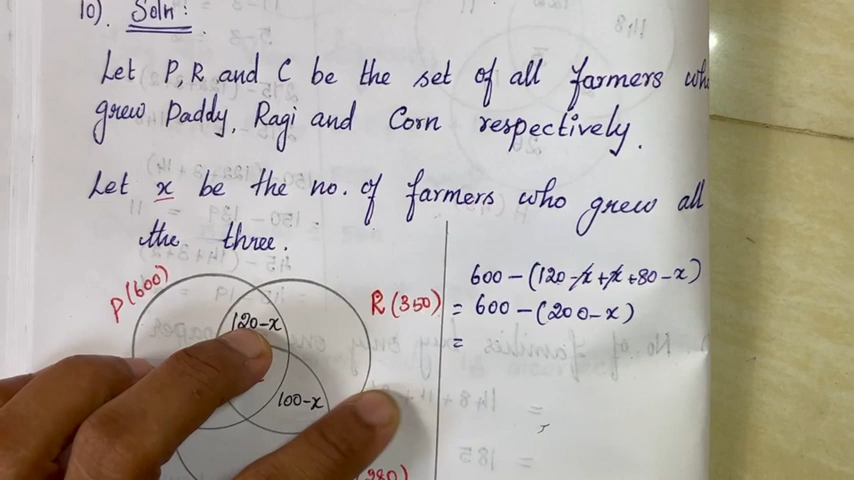 10). Soln:
Let P, R and C be the set of all farmers
grew Paddy, Ragi and Corn respectively.
Let x be the no. of farmers who grew all
the three.
P(600)
R(350)
120-x
100-x
600-(120-x+x+80-x)
= 600-(200-x)
=